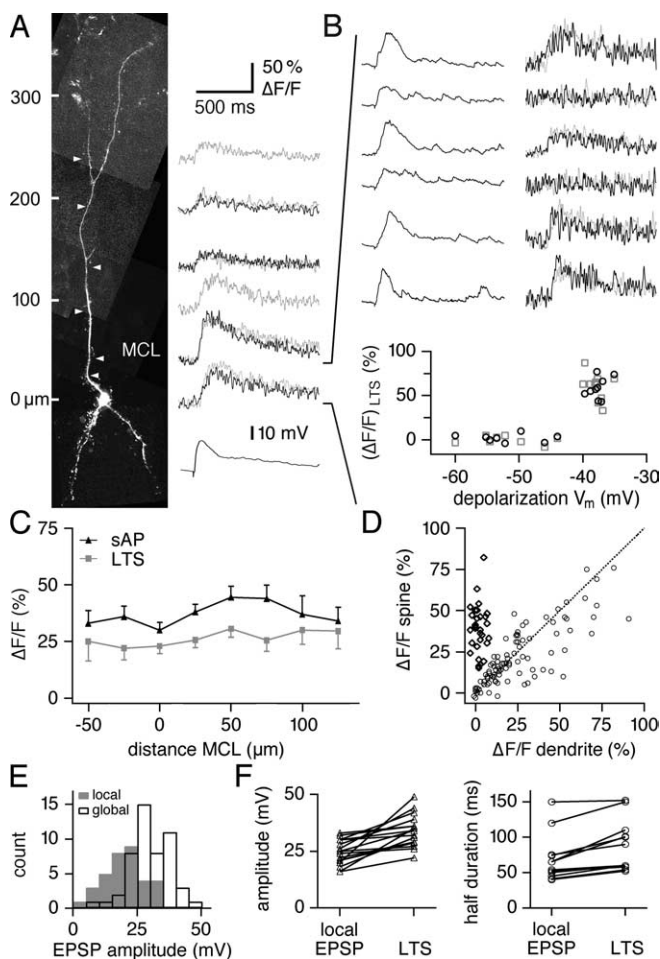 A
300
200
100
0 μm
MCL
50 %
ΔF/F
500 ms
10 mV
B
(ΔF/F) LTS (%)
100
50
0
-60 -50 -40 -30
depolarization Vm (mV)
C
75
50
25
0
ΔF/F (%)
sAP
LTS
-50 0 50 100
distance MCL (μm)
D
100
75
50
25
0
ΔF/F spine (%)
0 25 50 75 100
ΔF/F dendrite (%)
E
15
10
5
0
count
local
global
0 25 50
EPSP amplitude (mV)
F
50
25
0
amplitude (mV)
local
EPSP
LTS
150
100
50
0
half duration (ms)
local
EPSP
LTS